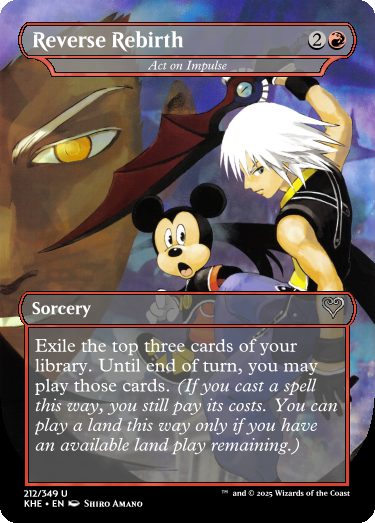 Reverse Rebirth 2
Act on Impulse
Sorcery
Exile the top three cards of your
library. Until end of turn, you may
play those cards. (If you cast a spell
this way, you still pay its costs. You can
play a land this way only if you have
an available land play remaining.)
212/349 U
KHE • EN Shiro Amano
™ and © 2025 Wizards of the Coast